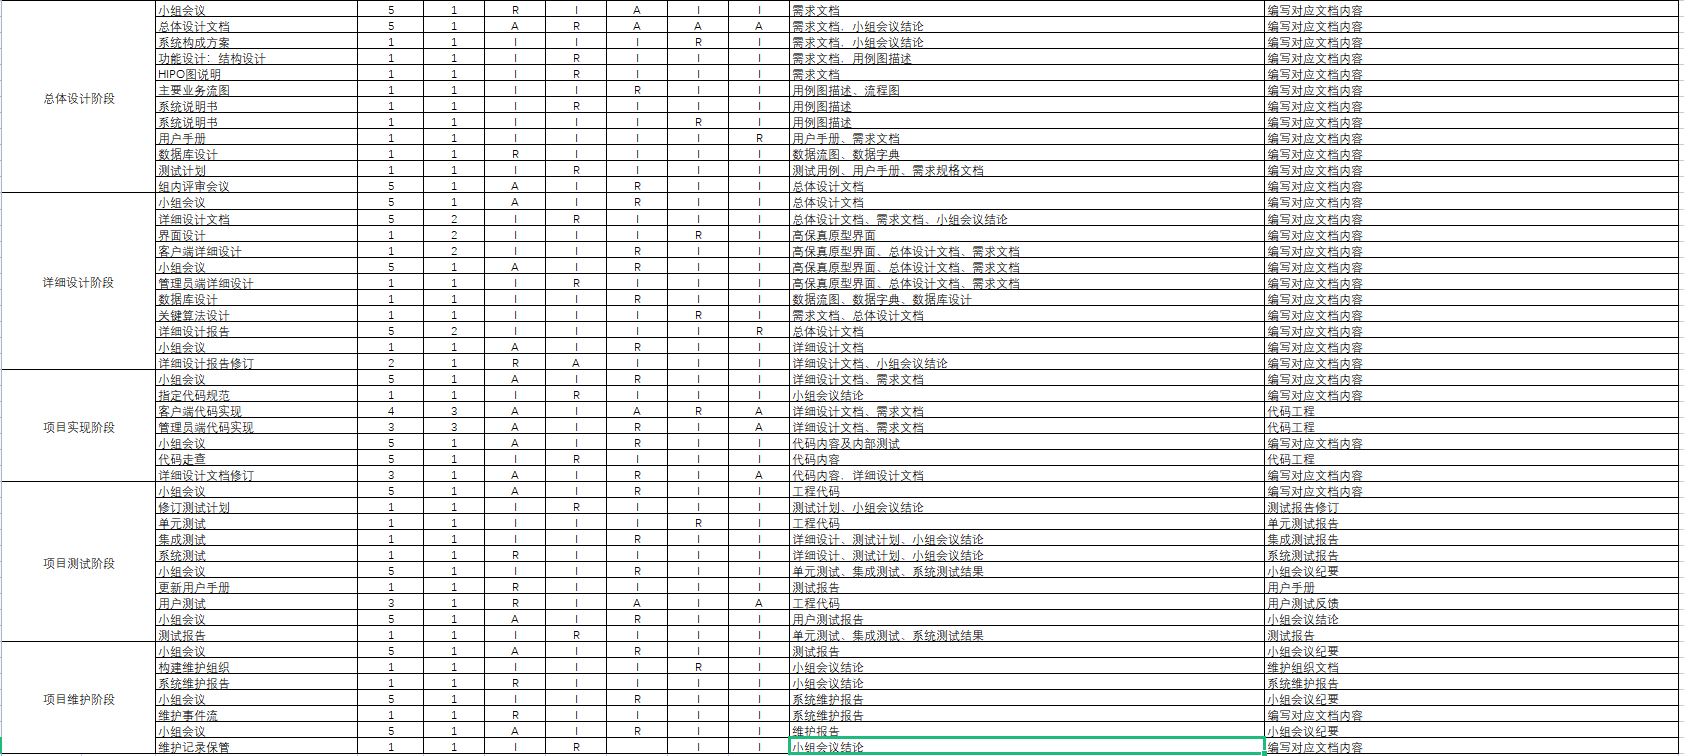 总体设计阶段
小组会议 5 1 R I A I I 需求文档 编写对应文档内容
总体设计文档 5 1 A R A A A 需求文档、小组会议结论 编写对应文档内容
系统构成方案 1 1 I I I R I 需求文档、小组会议结论 编写对应文档内容
功能设计：结构设计 1 1 I R I I I 需求文档、用例图描述 编写对应文档内容
HIPO图说明 1 1 I R I I I 需求文档 编写对应文档内容
主要业务流图 1 1 I I R I I 用例图描述、流程图 编写对应文档内容
系统说明书 1 1 I R I I I 用例图描述 编写对应文档内容
系统说明书 1 1 I I I R I 用例图描述 编写对应文档内容
用户手册 1 1 I I I I R 用户手册、需求文档 编写对应文档内容
数据库设计 1 1 R I I I I 数据流图、数据字典 编写对应文档内容
测试计划 1 1 I R I I I 测试用例、用户手册、需求规格文档 编写对应文档内容
组内评审会议 5 1 A I R I I 总体设计文档 编写对应文档内容
详细设计阶段
小组会议 5 1 A I R I I 总体设计文档 编写对应文档内容
详细设计文档 5 2 I R I I I 总体设计文档、需求文档、小组会议结论 编写对应文档内容
界面设计 1 2 I I I R I 高保真原型界面 编写对应文档内容
客户端详细设计 1 2 I I R I I 高保真原型界面、总体设计文档、需求文档 编写对应文档内容
小组会议 5 1 A I R I I 高保真原型界面、总体设计文档、需求文档 编写对应文档内容
管理员端详细设计 1 1 I R I I I 高保真原型界面、总体设计文档、需求文档 编写对应文档内容
数据库设计 1 1 I I R I I 数据流图、数据字典、数据库设计 编写对应文档内容
关键算法设计 1 1 I I I R I 需求文档、总体设计文档 编写对应文档内容
详细设计报告 5 2 I I I I R 总体设计文档 编写对应文档内容
小组会议 1 1 A I R I I 详细设计文档 编写对应文档内容
详细设计报告修订 2 1 R A I I I 详细设计文档、小组会议结论 编写对应文档内容
项目实现阶段
小组会议 5 1 A I R I I 详细设计文档、需求文档 编写对应文档内容
指定代码规范 1 1 I R I I I 小组会议结论 编写对应文档内容
客户端代码实现 4 3 A I A R A 详细设计文档、需求文档 代码工程
管理员端代码实现 3 3 A I R I A 详细设计文档、需求文档 代码工程
小组会议 5 1 A I R I I 代码内容及内部测试 编写对应文档内容
代码走查 5 1 I R I I I 代码内容 代码工程
详细设计文档修订 3 1 A I R I A 代码内容、详细设计文档 编写对应文档内容
项目测试阶段
小组会议 5 1 A I R I I 工程代码 编写对应文档内容
修订测试计划 1 1 I R I I I 测试计划、小组会议结论 测试报告修订
单元测试 1 1 I I I R I 工程代码 单元测试报告
集成测试 1 1 I I R I I 详细设计、测试计划、小组会议结论 集成测试报告
系统测试 1 1 R I I I I 详细设计、测试计划、小组会议结论 系统测试报告
小组会议 5 1 I I R I I 单元测试、集成测试、系统测试结果 小组会议纪要
更新用户手册 1 1 R I I I I 测试报告 用户手册
用户测试 3 1 R I A I A 工程代码 用户测试反馈
小组会议 5 1 A I R I I 用户测试报告 小组会议结论
测试报告 1 1 I R I I I 单元测试、集成测试、系统测试结果 测试报告
项目维护阶段
小组会议 5 1 A I R I I 测试报告 小组会议纪要
构建维护组织 1 1 I I I R I 小组会议结论 维护组织文档
系统维护报告 1 1 R I I I I 小组会议结论 系统维护报告
小组会议 5 1 I I R I I 系统维护报告 小组会议纪要
维护事件流 1 1 R I I I I 系统维护报告 编写对应文档内容
小组会议 5 1 A I R I I 维护报告 小组会议纪要
维护记录保管 1 1 I R I I 小组会议结论 编写对应文档内容